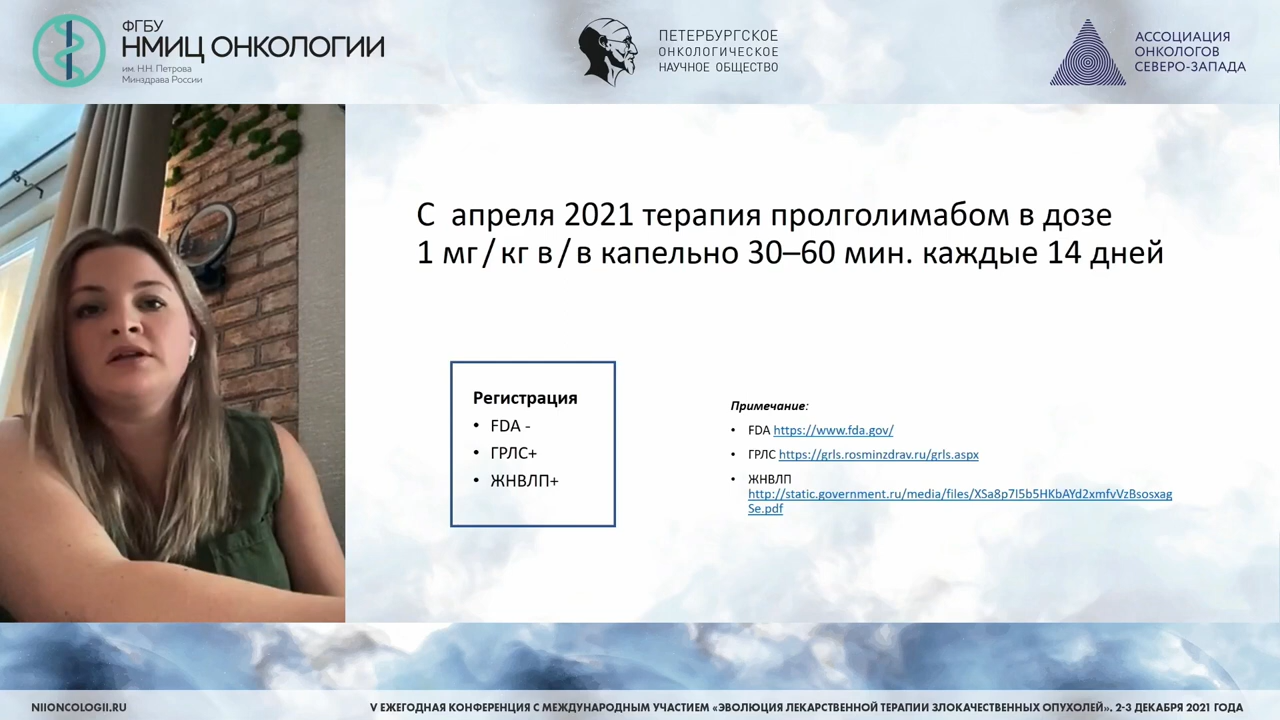 ФГБУ
НМИЦ ОНКОЛОГИИ
им. Н.Н. Петрова
Минздрава России
ПЕТЕРБУРГСКОЕ
ОНКОЛОГИЧЕСКОЕ
НАУЧНОЕ ОБЩЕСТВО
АССОЦИАЦИЯ
ОНКОЛОГОВ
СЕВЕРО-ЗАПАДА
С апреля 2021 терапия пролголимабом в дозе
1 мг/кг в/в капельно 30–60 мин. каждые 14 дней
Регистрация
• FDA -
• ГРЛС+
• ЖНВЛП+
Примечание:
• FDA https://www.fda.gov/
• ГРЛС https://grls.rosminzdrav.ru/grls.aspx
• ЖНВЛП
http://static.government.ru/media/files/XSa8p7I5b5HKbAYd2xmfvVzBsosxag
Se.pdf
NIIONCOLOGII.RU
V ЕЖЕГОДНАЯ КОНФЕРЕНЦИЯ С МЕЖДУНАРОДНЫМ УЧАСТИЕМ «ЭВОЛЮЦИЯ ЛЕКАРСТВЕННОЙ ТЕРАПИИ ЗЛОКАЧЕСТВЕННЫХ ОПУХОЛЕЙ». 2-3 ДЕКАБРЯ 2021 ГОДА